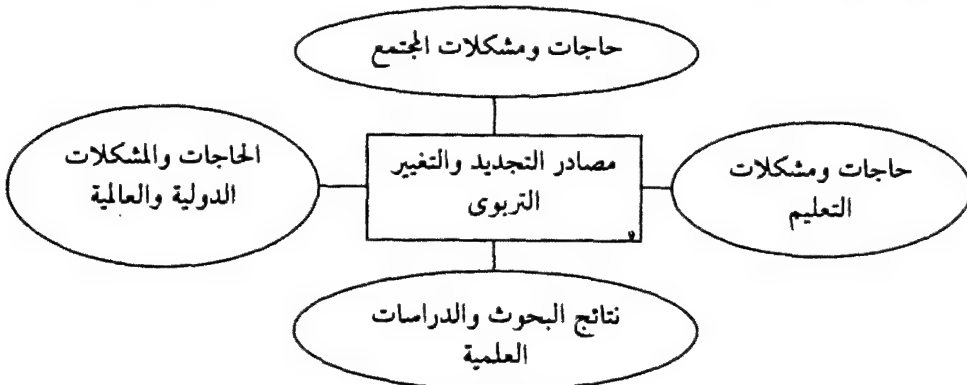 حاجات ومشكلات المجتمع
مصادر التجديد والتغيير
التربوى
حاجات ومشكلات
التعليم
الحاجات والمشكلات
الدولية والعالمية
نتائج البحوث والدراسات
العلمية